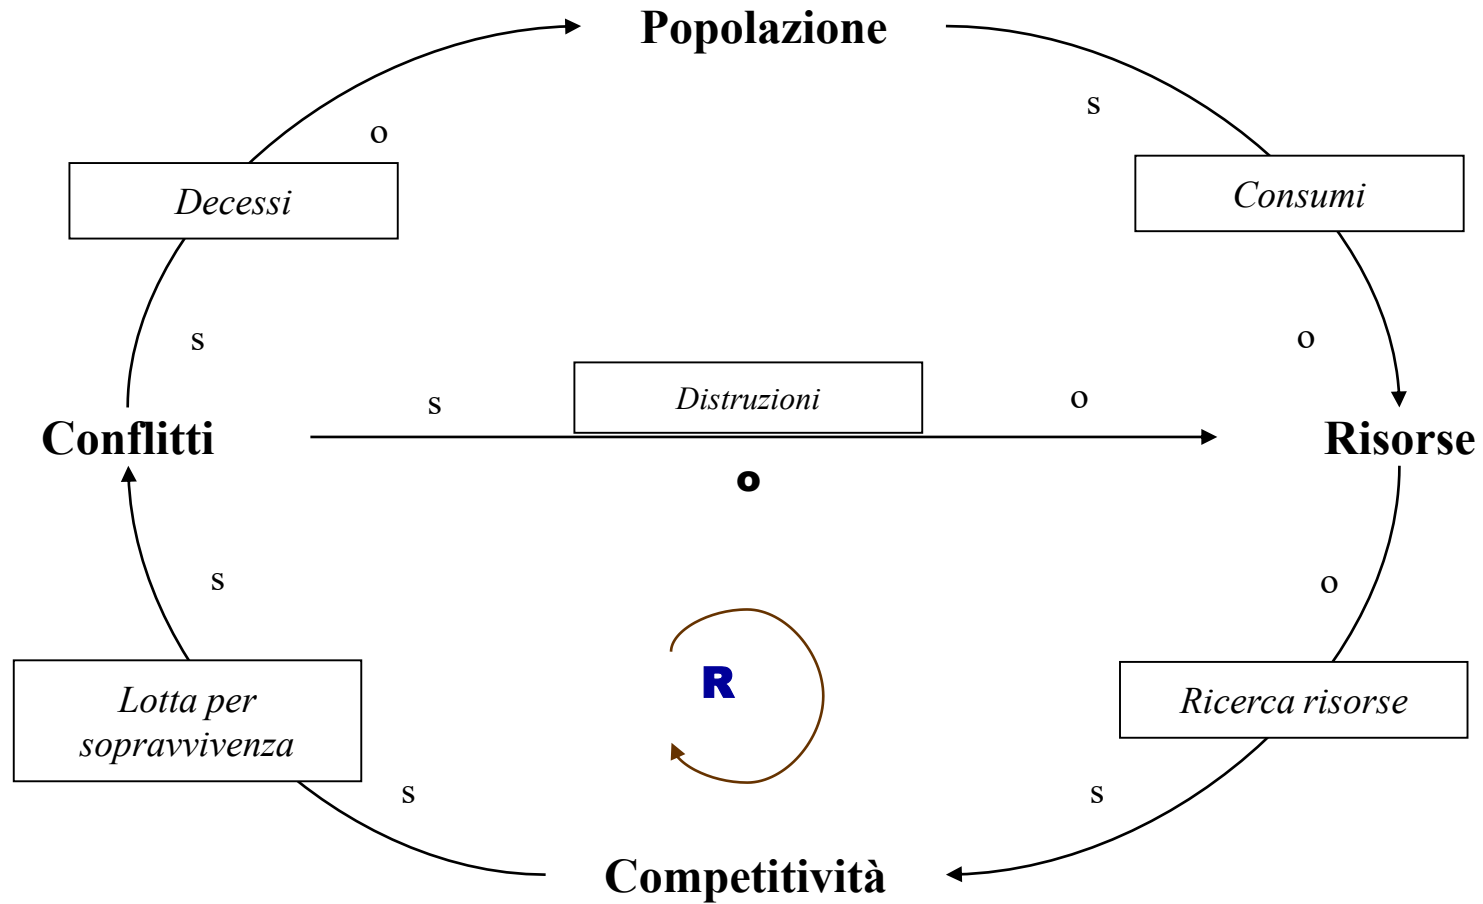 Popolazione
s
o
Decessi
Consumi
s
o
Distruzioni
s
o
Conflitti
Risorse
o
s
o
R
Lotta per
sopravvivenza
Ricerca risorse
s
s
Competitività